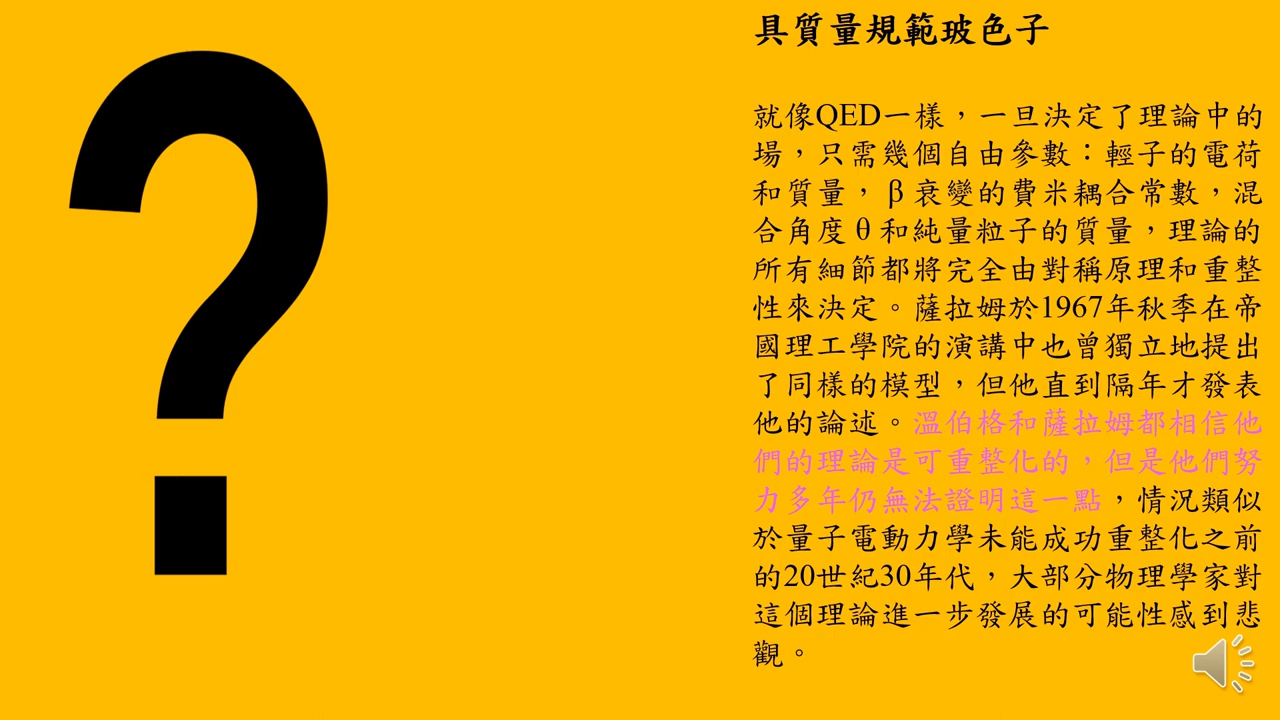 具質量規範玻色子
就像QED一樣，一旦決定了理論中的
場，只需幾個自由參數：輕子的電荷
和質量，β衰變的費米耦合常數，混
合角度θ和純量粒子的質量，理論的
所有細節都將完全由對稱原理和重整
性來決定。薩拉姆於1967年秋季在帝
國理工學院的演講中也曾獨立地提出
了同樣的模型，但他直到隔年才發表
他的論述。溫伯格和薩拉姆都相信他
們的理論是可重整化的，但是他們努
力多年仍無法證明這一點，情況類似
於量子電動力學未能成功重整化之前
的20世紀30年代，大部分物理學家對
這個理論進一步發展的可能性感到悲
觀。